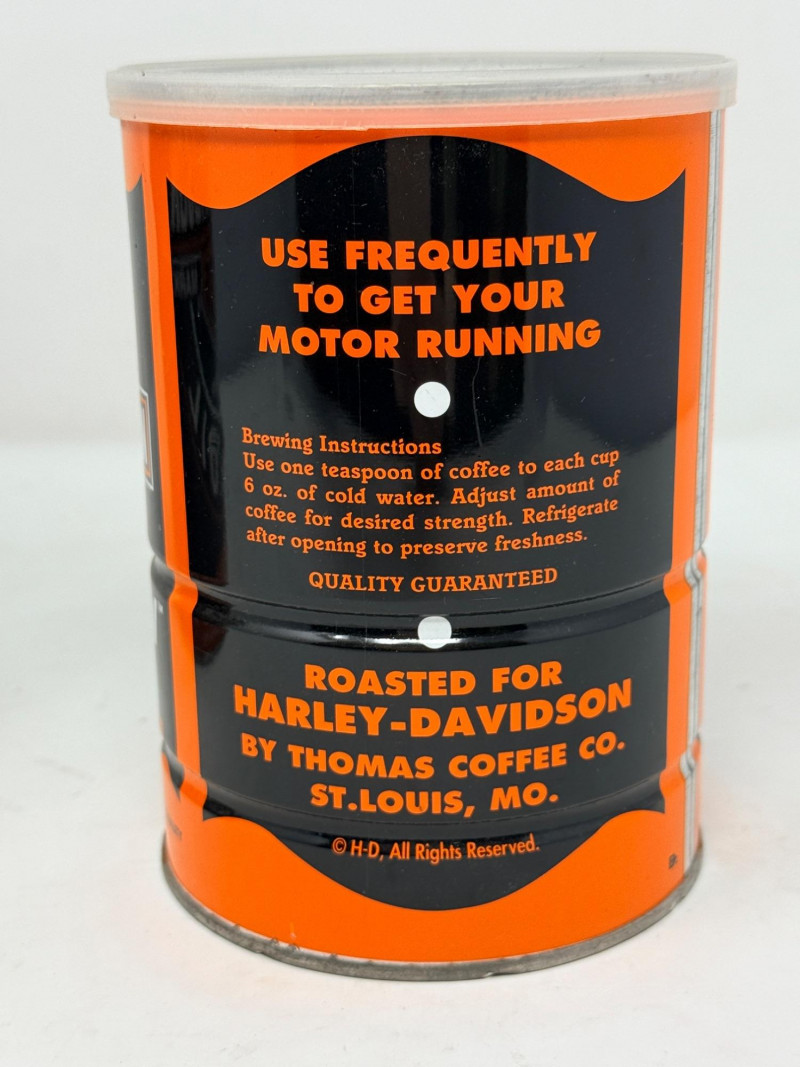 USE FREQUENTLY
TO GET YOUR
MOTOR RUNNING
Brewing Instructions
Use one teaspoon of coffee to each cup
6 oz. of cold water. Adjust amount of
coffee for desired strength. Refrigerate
after opening to preserve freshness.
QUALITY GUARANTEED
ROASTED FOR
HARLEY-DAVIDSON
BY THOMAS COFFEE CO.
ST.LOUIS, MO.
© H-D, All Rights Reserved.